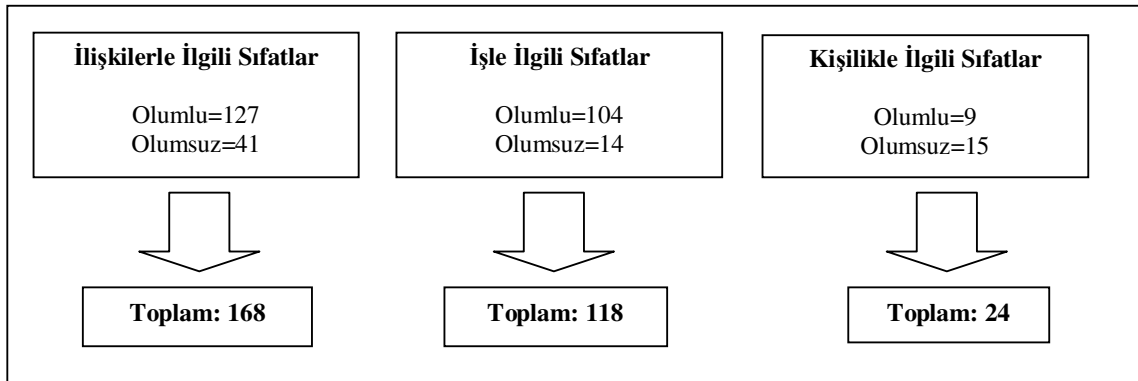 İlişkilerle İlgili Sıfatlar
Olumlu=127
Olumsuz=41
Toplam: 168
İşle İlgili Sıfatlar
Olumlu=104
Olumsuz=14
Toplam: 118
Kişilikle İlgili Sıfatlar
Olumlu=9
Olumsuz=15
Toplam: 24